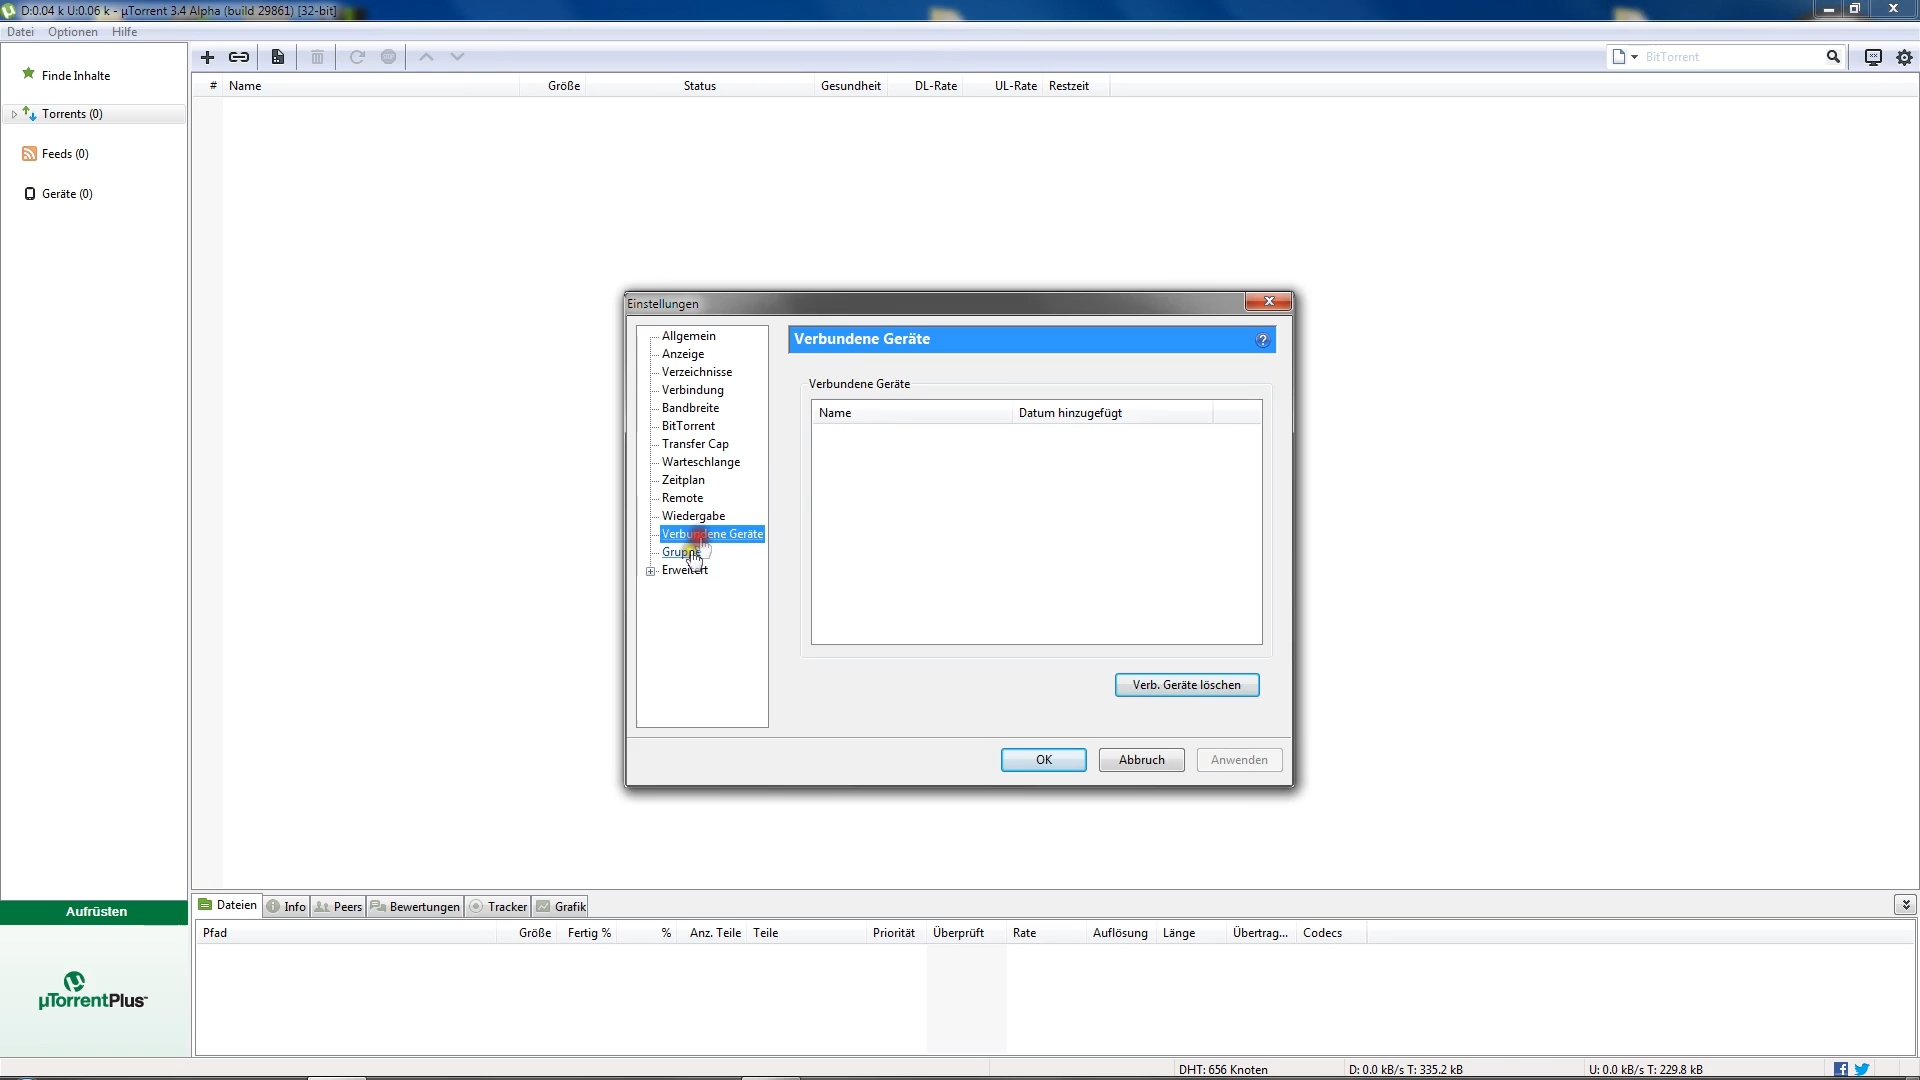 D:0.04 k U:0.06 k - µTorrent 3.4 Alpha (build 29861) [32-bit]
Datei Optionen Hilfe
BitTorrent
Finde Inhalte
Torrents (0)
Feeds (0)
Geräte (0)
# Name Größe Status Gesundheit DL-Rate UL-Rate Restzeit
Einstellungen
Allgemein
Anzeige
Verzeichnisse
Verbindung
Bandbreite
BitTorrent
Transfer Cap
Warteschlange
Zeitplan
Remote
Wiedergabe
Verbundene Geräte
Erweitert
Verbundene Geräte
Verbundene Geräte
Name Datum hinzugefügt
Verb. Geräte löschen
OK Abbruch Anwenden
Aufrüsten
µTorrentPlus
Dateien Info Peers Bewertungen Tracker Grafik
Pfad Größe Fertig % % Anz. Teile Teile Priorität Überprüft Rate Auflösung Länge Übertrag... Codecs
DHT: 656 Knoten D: 0.0 kB/s T: 335.2 kB U: 0.0 kB/s T: 229.8 kB